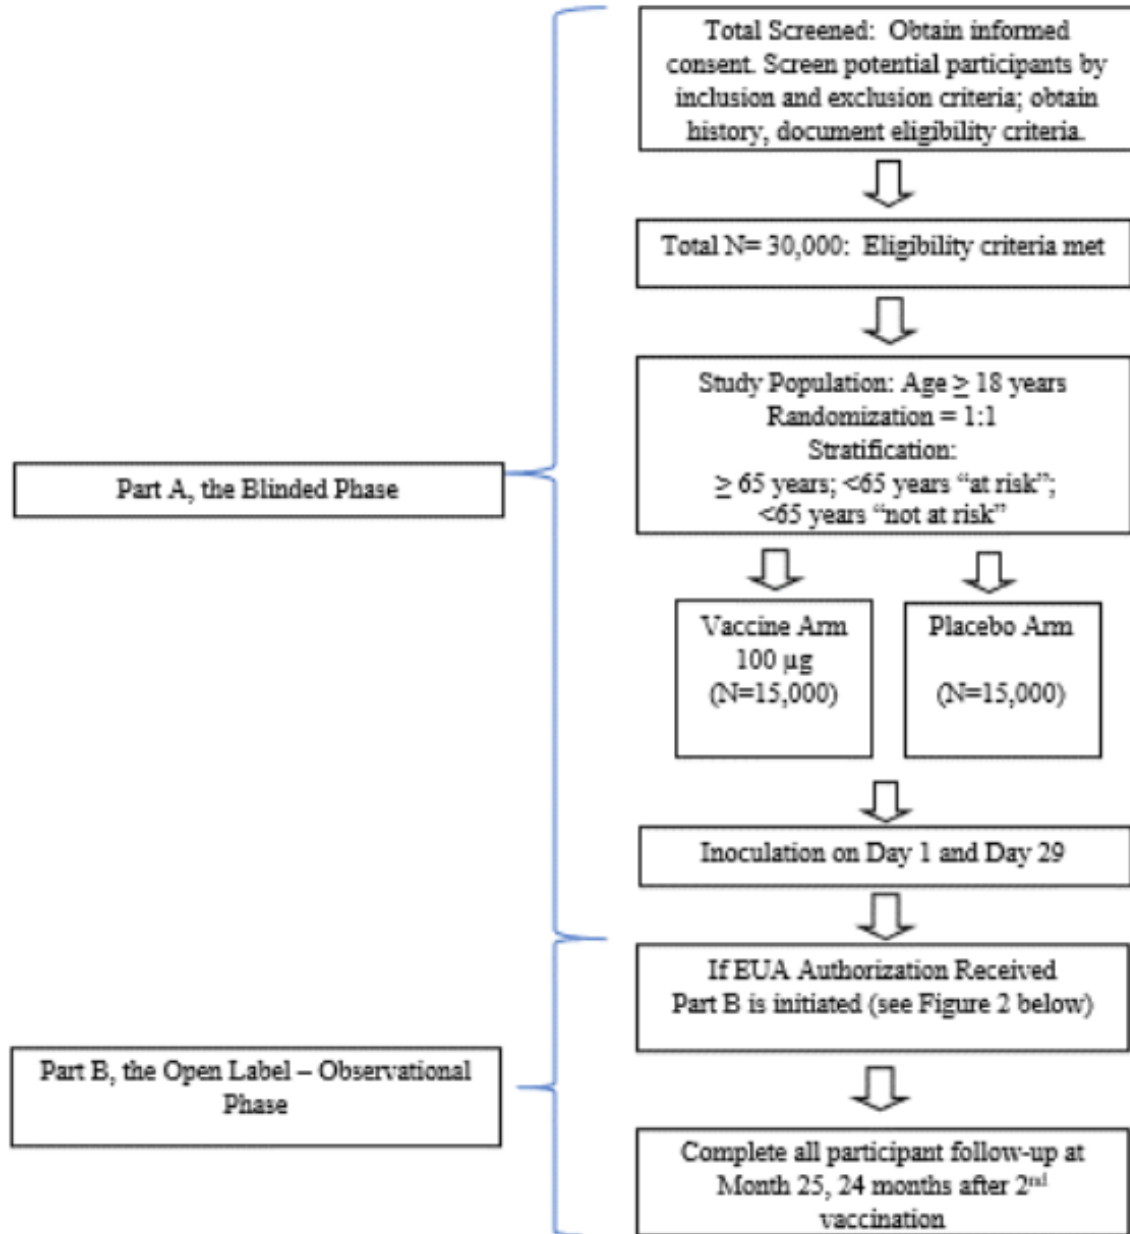 Total Screened: Obtain informed
consent. Screen potential participants by
inclusion and exclusion criteria; obtain
history, document eligibility criteria.
Total N= 30,000: Eligibility criteria met
Study Population: Age ≥ 18 years
Randomization = 1:1
Stratification:
≥ 65 years; <65 years “at risk”;
<65 years “not at risk”
Part A, the Blinded Phase
Vaccine Arm
100 µg
(N=15,000)
Placebo Arm
(N=15,000)
Inoculation on Day 1 and Day 29
If EUA Authorization Received
Part B is initiated (see Figure 2 below)
Part B, the Open Label – Observational
Phase
Complete all participant follow-up at
Month 25, 24 months after 2nd
vaccination